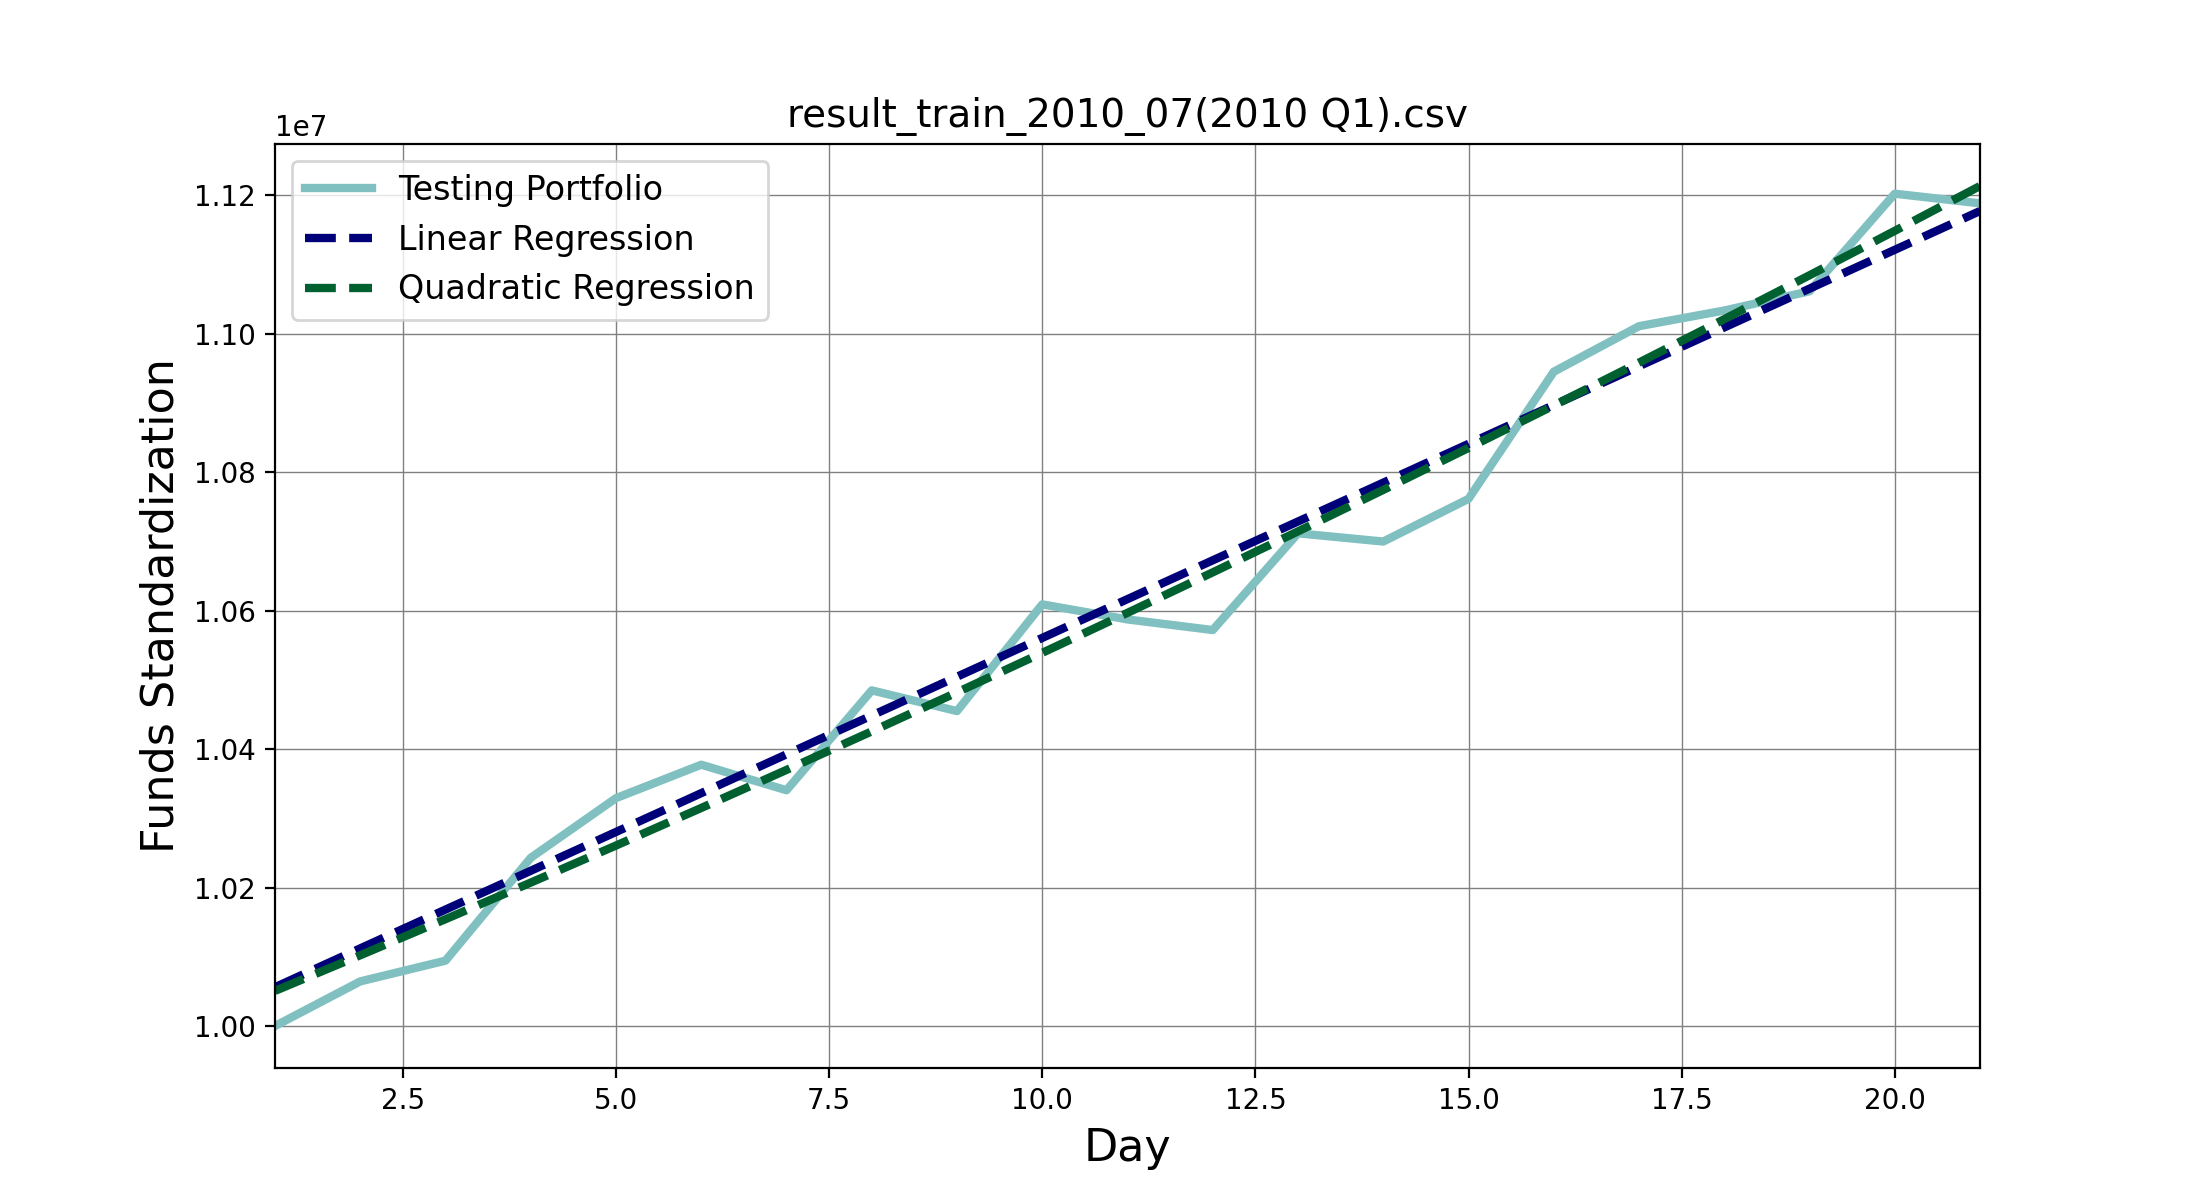 result_train_2010_07(2010 Q1).csv
1e7
Testing Portfolio
Linear Regression
Quadratic Regression
1.12
1.10
1.08
1.06
1.04
1.02
1.00
Funds Standardization
2.5 5.0 7.5 10.0 12.5 15.0 17.5 20.0
Day